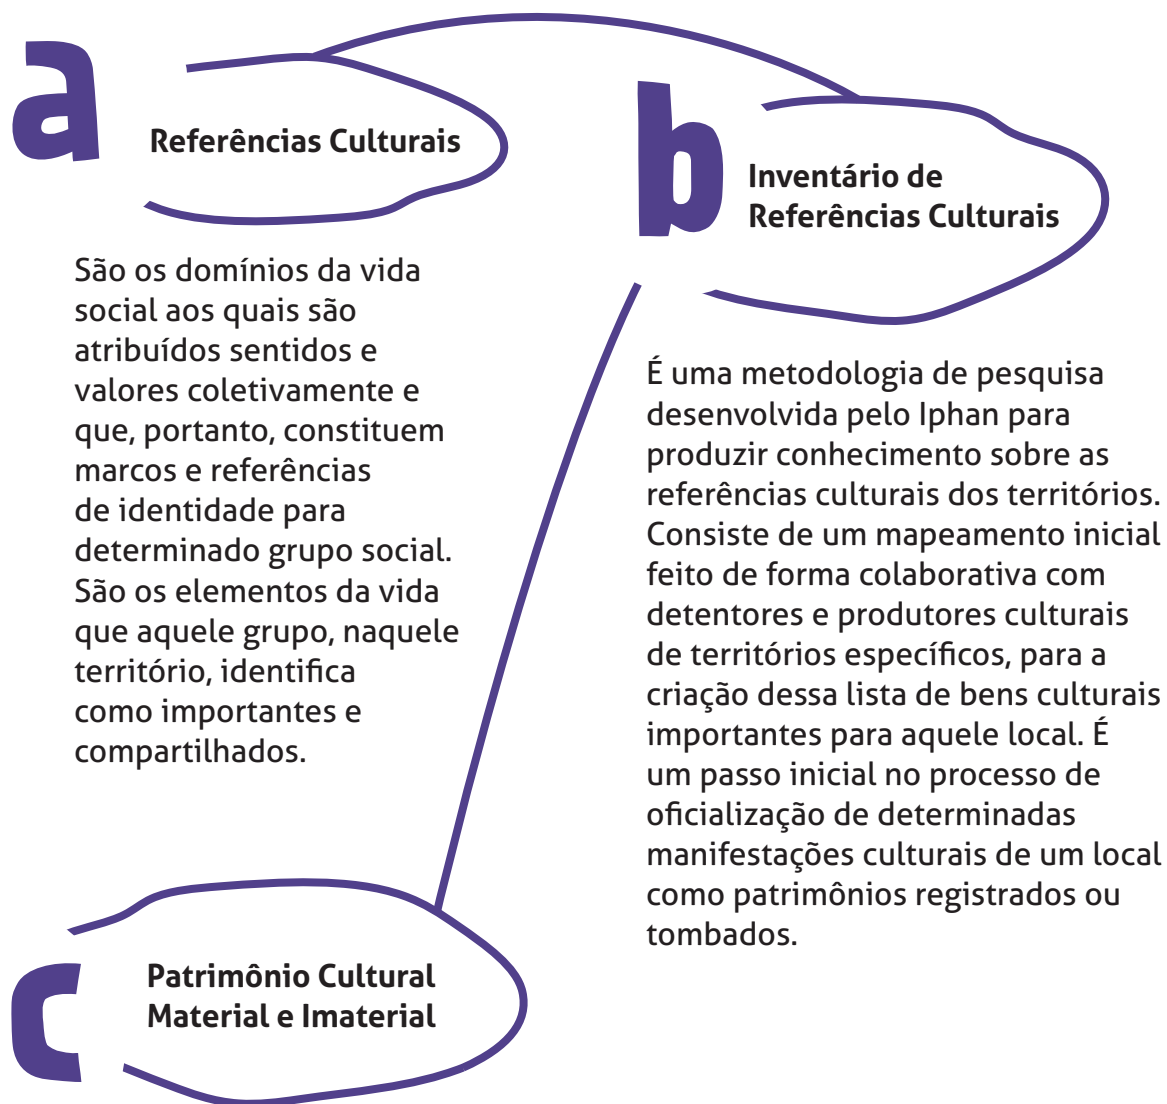 a
Referências Culturais
São os domínios da vida
social aos quais são
atribuídos sentidos e
valores coletivamente e
que, portanto, constituem
marcos e referências
de identidade para
determinado grupo social.
São os elementos da vida
que aquele grupo, naquele
território, identifica
como importantes e
compartilhados.
b
Inventário de
Referências Culturais
É uma metodologia de pesquisa
desenvolvida pelo Iphan para
produzir conhecimento sobre as
referências culturais dos territórios.
Consiste de um mapeamento inicial
feito de forma colaborativa com
detentores e produtores culturais
de territórios específicos, para a
criação dessa lista de bens culturais
importantes para aquele local. É
um passo inicial no processo de
oficialização de determinadas
manifestações culturais de um local
como patrimônios registrados ou
tombados.
c
Patrimônio Cultural
Material e Imaterial